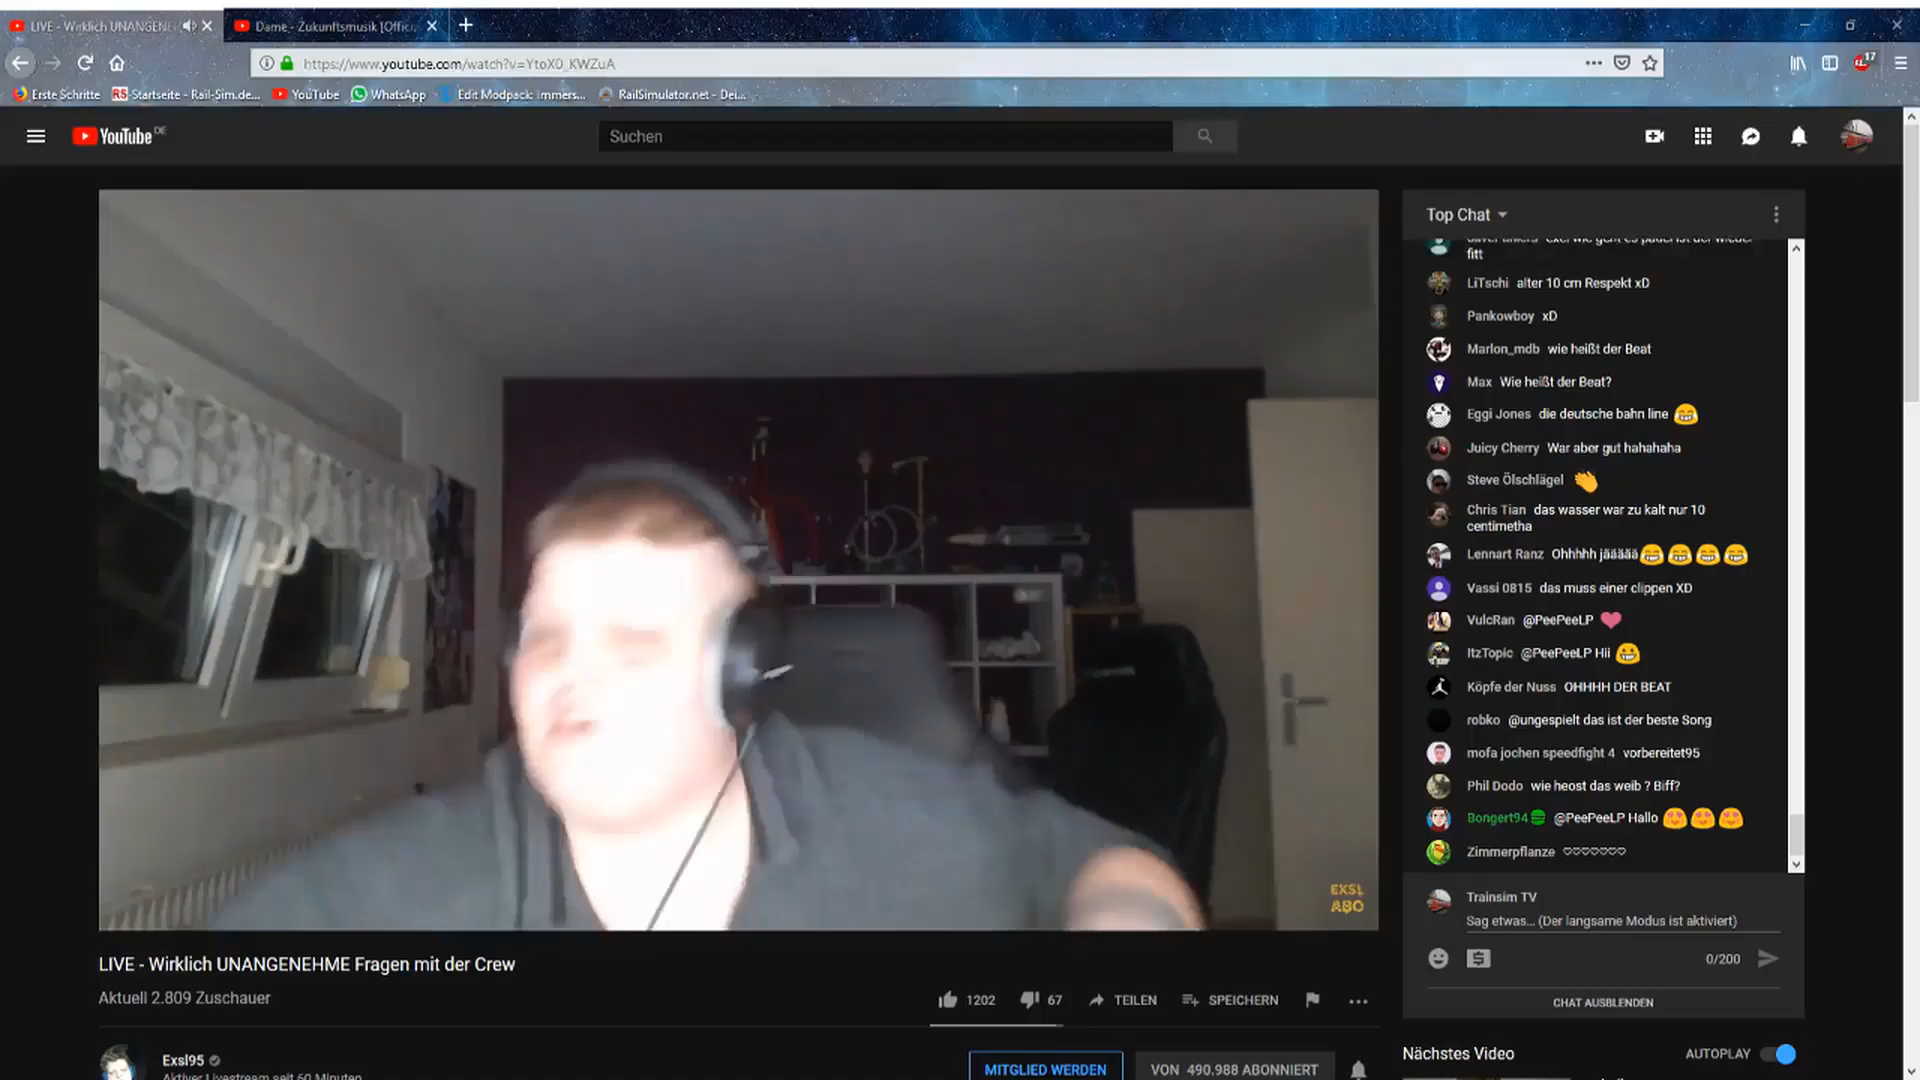 LIVE - Wirklich UNANGENE
Dame - Zukunftsmusik [Offici
https://www.youtube.com/watch?v=YtoX0_KWZuA
17
Erste Schritte
RS Startseite - Rail-Sim.de...
YouTube
WhatsApp
Edit Modpack: Immers...
RailSimulator.net - Dei...
YouTube DE
Suchen
Top Chat
fitt
LiTschi alter 10 cm Respekt xD
Pankowboy xD
Marlon_mdb wie heißt der Beat
Max Wie heißt der Beat?
Eggi Jones die deutsche bahn line 😂
Juicy Cherry War aber gut hahahaha
Steve Ölschlägel 👏
Chris Tian das wasser war zu kalt nur 10
centimetha
Lennart Ranz Ohhhhh jäääää😂😂😂😂
Vassi 0815 das muss einer clippen XD
VulcRan @PeePeeLP ❤
ItzTopic @PeePeeLP Hii 😀
Köpfe der Nuss OHHHH DER BEAT
robko @ungespielt das ist der beste Song
mofa jochen speedfight 4 vorbereitet95
Phil Dodo wie heost das weib ? Biff?
Bongert94 @PeePeeLP Hallo 😍😍😍
Zimmerpflanze ♡♡♡♡♡♡♡
EXSL
ABO
Trainsim TV
Sag etwas... (Der langsame Modus ist aktiviert)
0/200
CHAT AUSBLENDEN
LIVE - Wirklich UNANGENEHME Fragen mit der Crew
Aktuell 2.809 Zuschauer
1202
67
TEILEN
SPEICHERN
Exsl95
Aktiver Livestream seit 60 Minuten
MITGLIED WERDEN
VON 490.988 ABONNIERT
Nächstes Video
AUTOPLAY